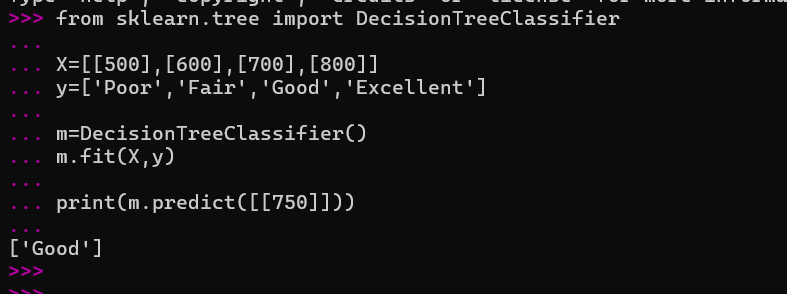 >>> from sklearn.tree import DecisionTreeClassifier
...
... X=[[500],[600],[700],[800]]
... y=['Poor','Fair','Good','Excellent']
...
... m=DecisionTreeClassifier()
... m.fit(X,y)
...
... print(m.predict([[750]]))
...
['Good']
>>>
>>>